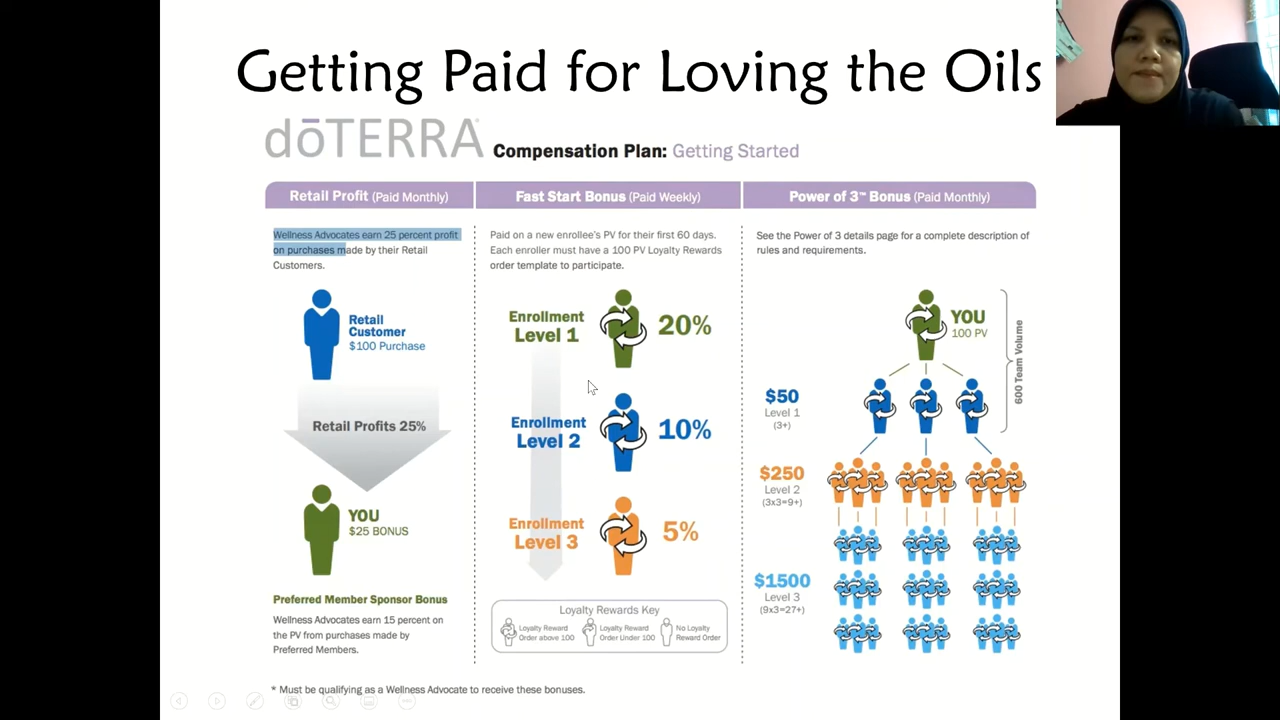 Getting Paid for Loving the Oils
dōTERRA® Compensation Plan: Getting Started
Retail Profit (Paid Monthly)
Wellness Advocates earn 25 percent profit
on purchases made by their Retail
Customers.
Retail
Customer
$100 Purchase
Retail Profits 25%
YOU
$25 BONUS
Preferred Member Sponsor Bonus
Wellness Advocates earn 15 percent on
the PV from purchases made by
Preferred Members.
Fast Start Bonus (Paid Weekly)
Paid on a new enrollee's PV for their first 60 days.
Each enroller must have a 100 PV Loyalty Rewards
order template to participate.
Enrollment
Level 1
20%
Enrollment
Level 2
10%
Enrollment
Level 3
5%
Loyalty Rewards Key
Loyalty Reward
Order above 100
Loyalty Reward
Order Under 100
No Loyalty
Reward Order
Power of 3™ Bonus (Paid Monthly)
See the Power of 3 details page for a complete description of
rules and requirements.
YOU
100 PV
600 Team Volume
$50
Level 1
(3+)
$250
Level 2
(3x3=9+)
$1500
Level 3
(9x3=27+)
* Must be qualifying as a Wellness Advocate to receive these bonuses.